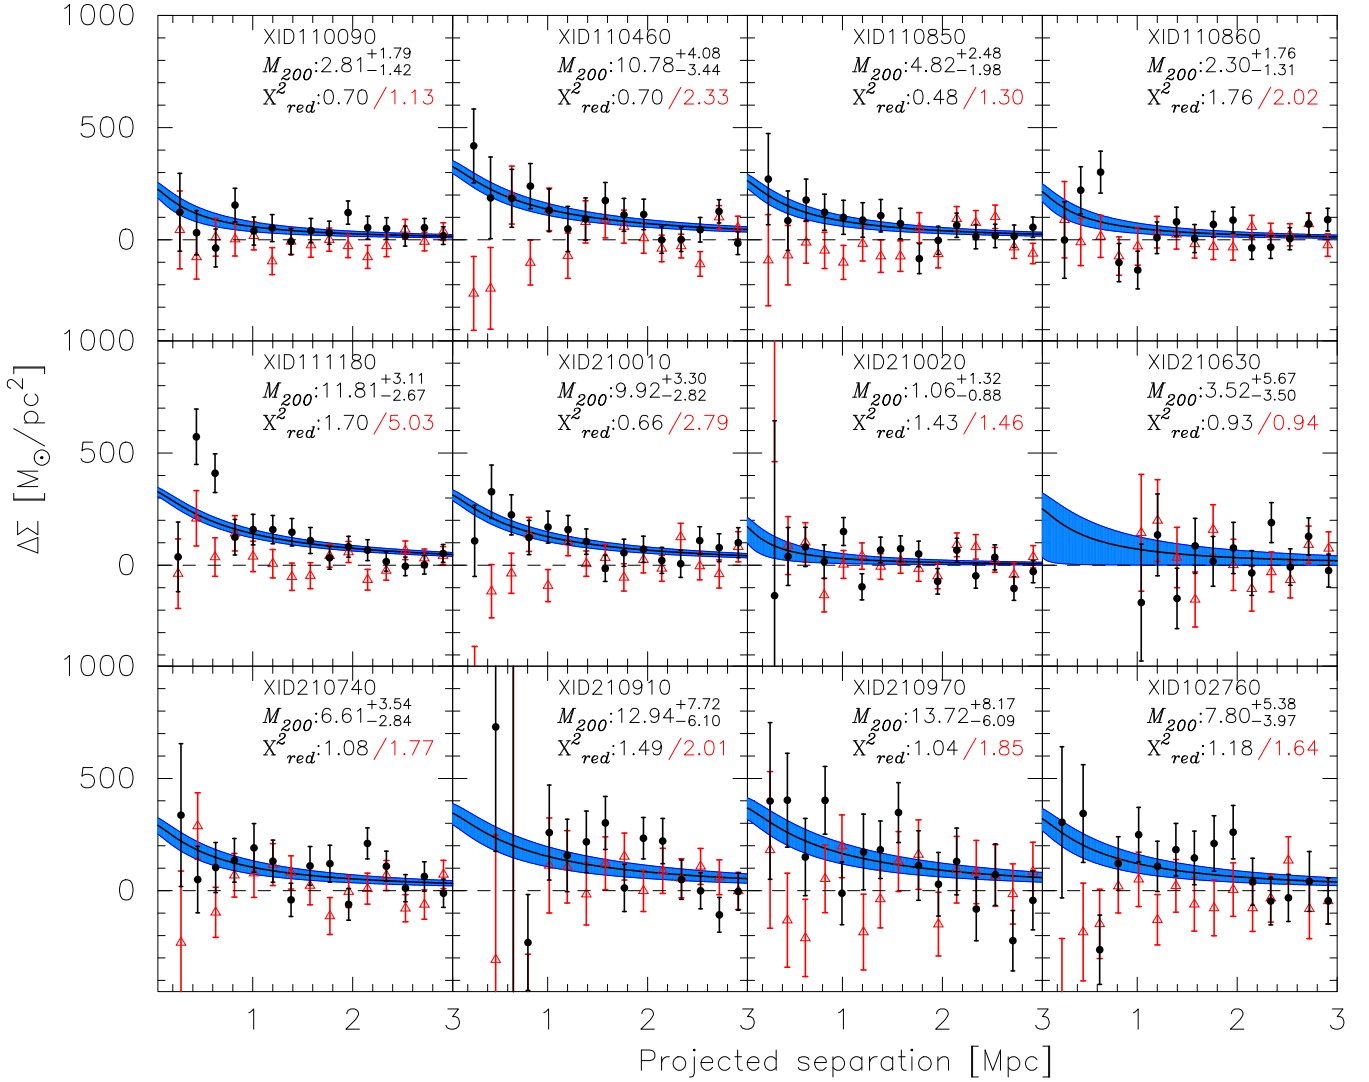 1000
XID110090
M200:2.81+1.79−1.42
X2red:0.70/1.13
XID110460
M200:10.78+4.08−3.44
X2red:0.70/2.33
XID110850
M200:4.82+2.48−1.98
X2red:0.48/1.30
XID110860
M200:2.30+1.76−1.31
X2red:1.76/2.02
500
0
1000
XID111180
M200:11.81+3.11−2.67
X2red:1.70/5.03
XID210010
M200:9.92+3.30−2.82
X2red:0.66/2.79
XID210020
M200:1.06+1.32−0.88
X2red:1.43/1.46
XID210630
M200:3.52+5.67−3.50
X2red:0.93/0.94
500
0
ΔΣ [M⊙/pc2]
1000
XID210740
M200:6.61+3.54−2.84
X2red:1.08/1.77
XID210910
M200:12.94+7.72−6.10
X2red:1.49/2.01
XID210970
M200:13.72+8.17−6.09
X2red:1.04/1.85
XID102760
M200:7.80+5.38−3.97
X2red:1.18/1.64
500
0
1 2 3 1 2 3 1 2 3 1 2 3
Projected separation [Mpc]